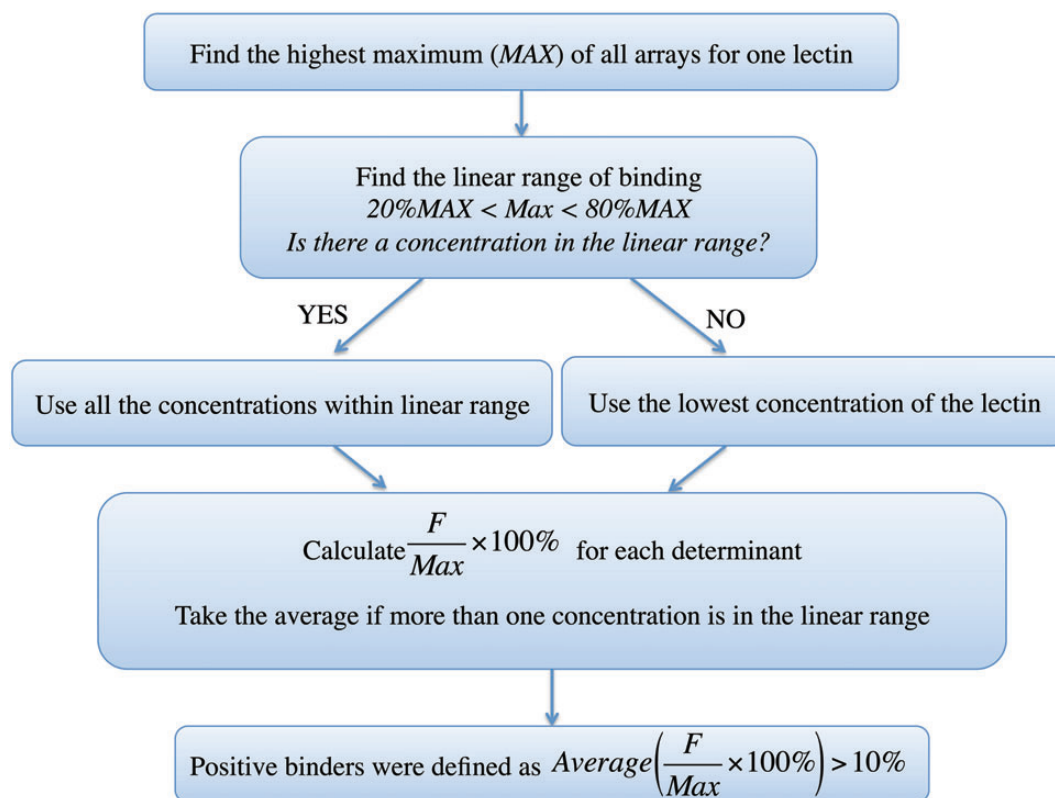 Find the highest maximum (MAX) of all arrays for one lectin
Find the linear range of binding
20%MAX < Max < 80%MAX
Is there a concentration in the linear range?
YES
NO
Use all the concentrations within linear range
Use the lowest concentration of the lectin
Calculate F/Max ×100% for each determinant
Take the average if more than one concentration is in the linear range
Positive binders were defined as Average(F/Max ×100%) > 10%